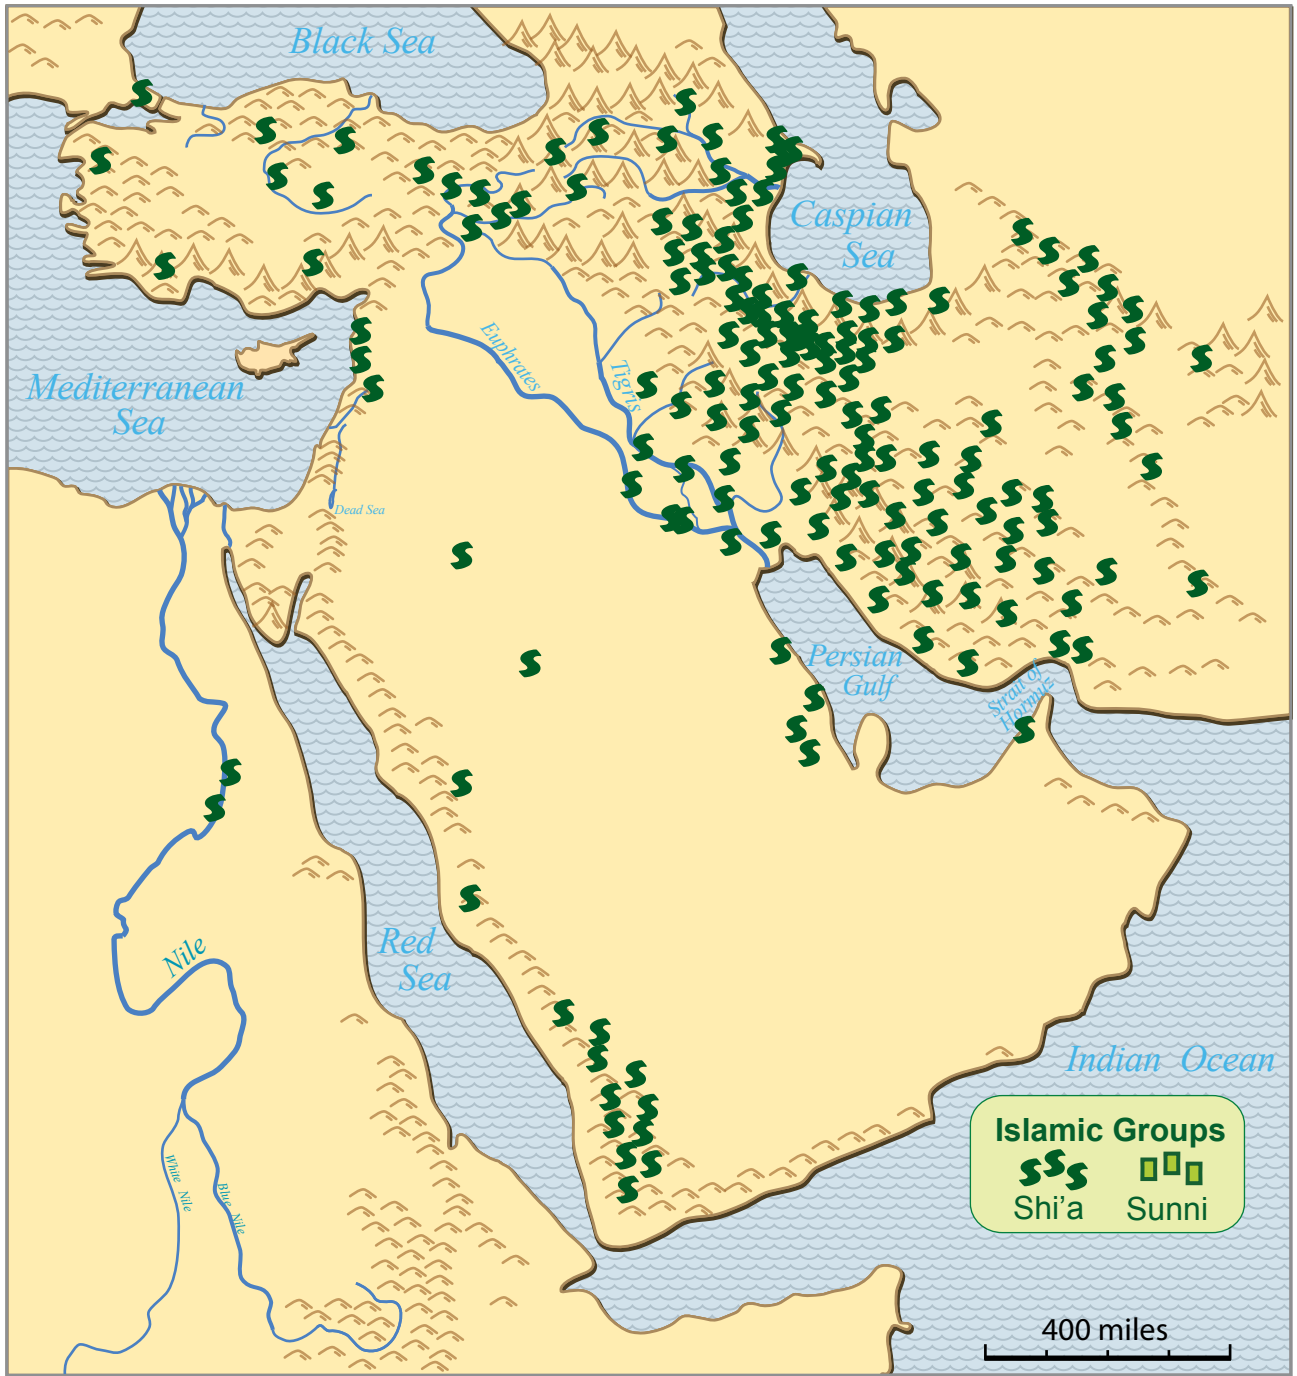 Black Sea
Caspian
Sea
Mediterranean
Sea
Euphrates
Tigris
Dead Sea
Persian
Gulf
Strait of
Hormus
Nile
Red
Sea
Indian Ocean
White Nile
Blue Nile
Islamic Groups
Shi'a Sunni
400 miles